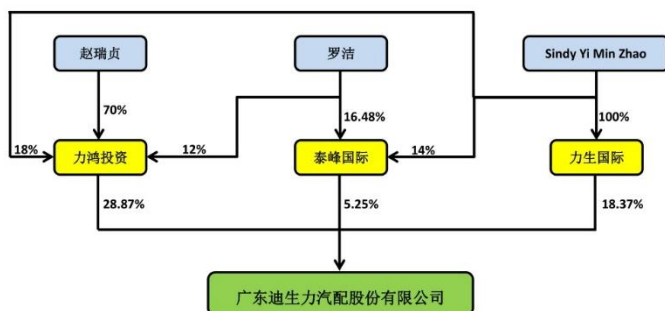 赵瑞贞
罗洁
Sindy Yi Min Zhao
70%
16.48%
100%
18%
力鸿投资
12%
泰峰国际
14%
力生国际
28.87%
5.25%
18.37%
广东迪生力汽配股份有限公司